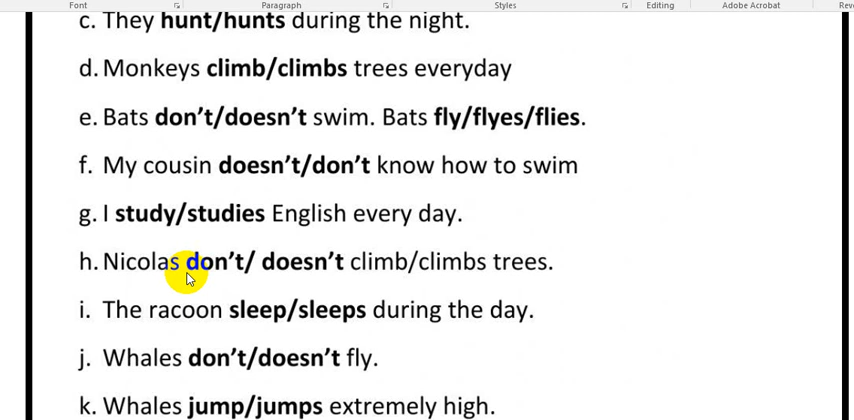 Font Paragraph Styles Editing Adobe Acrobat
c. They hunt/hunts during the night.
d. Monkeys climb/climbs trees everyday
e. Bats don’t/doesn’t swim. Bats fly/flyes/flies.
f. My cousin doesn’t/don’t know how to swim
g. I study/studies English every day.
h. Nicolas don’t/ doesn’t climb/climbs trees.
i. The racoon sleep/sleeps during the day.
j. Whales don’t/doesn’t fly.
k. Whales jump/jumps extremely high.